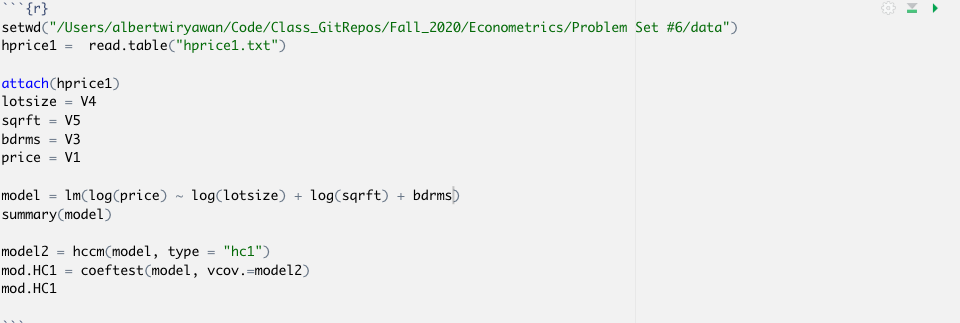 ```{r}
setwd("/Users/albertwiryawan/Code/Class_GitRepos/Fall_2020/Econometrics/Problem Set #6/data")
hprice1 =  read.table("hprice1.txt")
attach(hprice1)
lotsize = V4
sqrft = V5
bdrms = V3
price = V1
model = lm(log(price) ~ log(lotsize) + log(sqrft) + bdrms)
summary(model)
model2 = hccm(model, type = "hc1")
mod.HC1 = coeftest(model, vcov.=model2)
mod.HC1
```